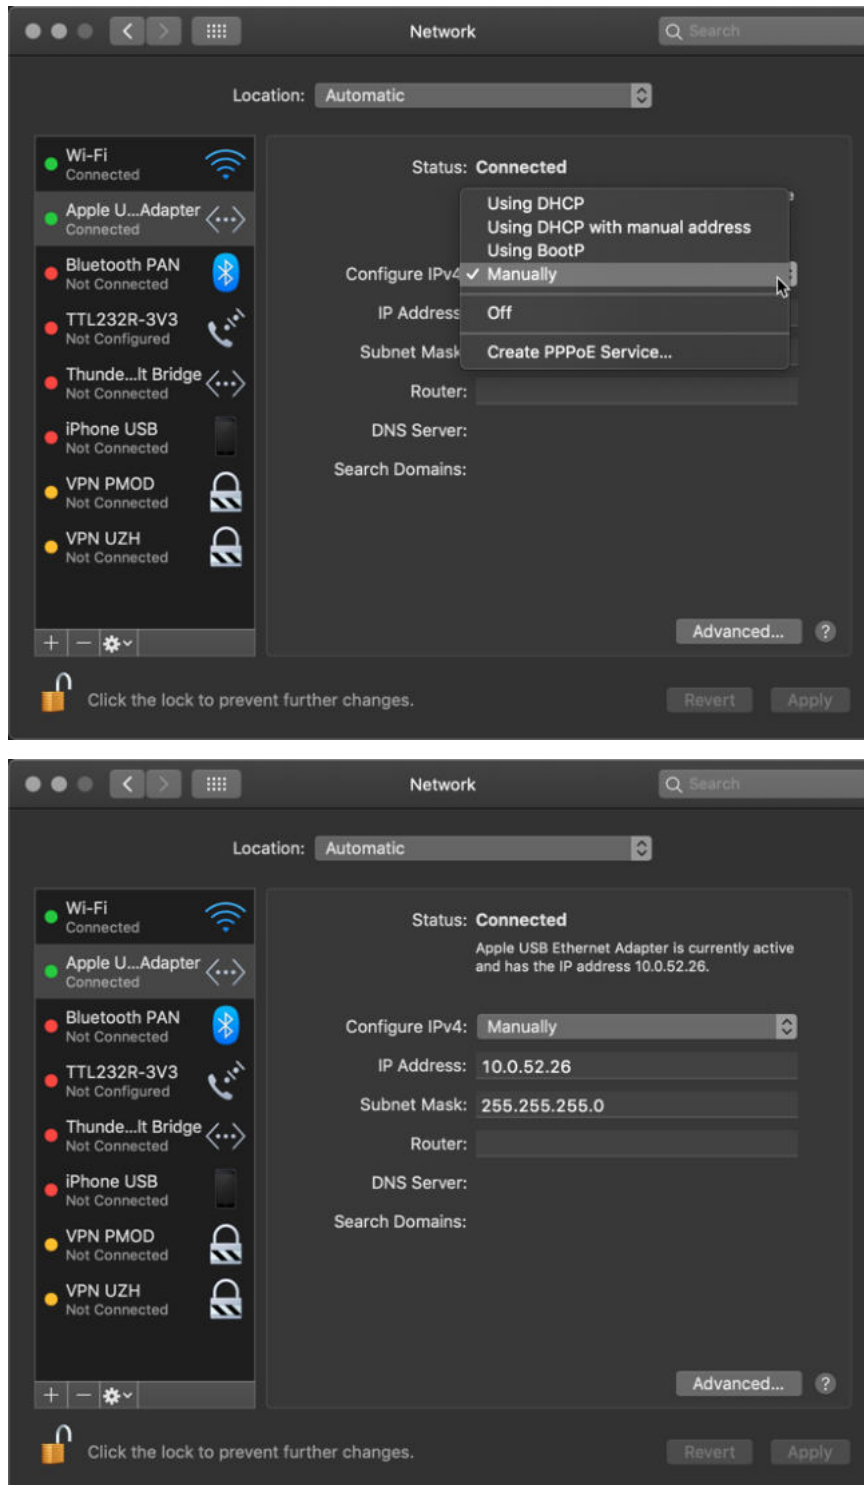 Network
Search
Location: Automatic
Wi-Fi
Connected
Apple U...Adapter
Connected
Bluetooth PAN
Not Connected
TTL232R-3V3
Not Configured
Thunde...lt Bridge
Not Connected
iPhone USB
Not Connected
VPN PMOD
Not Connected
VPN UZH
Not Connected
Status: Connected
Using DHCP
Using DHCP with manual address
Using BootP
Configure IPv4 ✓ Manually
IP Address
Off
Subnet Mask
Create PPPoE Service...
Router:
DNS Server:
Search Domains:
Advanced... ?
Click the lock to prevent further changes.
Revert Apply
Network
Search
Location: Automatic
Wi-Fi
Connected
Apple U...Adapter
Connected
Bluetooth PAN
Not Connected
TTL232R-3V3
Not Configured
Thunde...lt Bridge
Not Connected
iPhone USB
Not Connected
VPN PMOD
Not Connected
VPN UZH
Not Connected
Status: Connected
Apple USB Ethernet Adapter is currently active
and has the IP address 10.0.52.26.
Configure IPv4: Manually
IP Address: 10.0.52.26
Subnet Mask: 255.255.255.0
Router:
DNS Server:
Search Domains:
Advanced... ?
Click the lock to prevent further changes.
Revert Apply